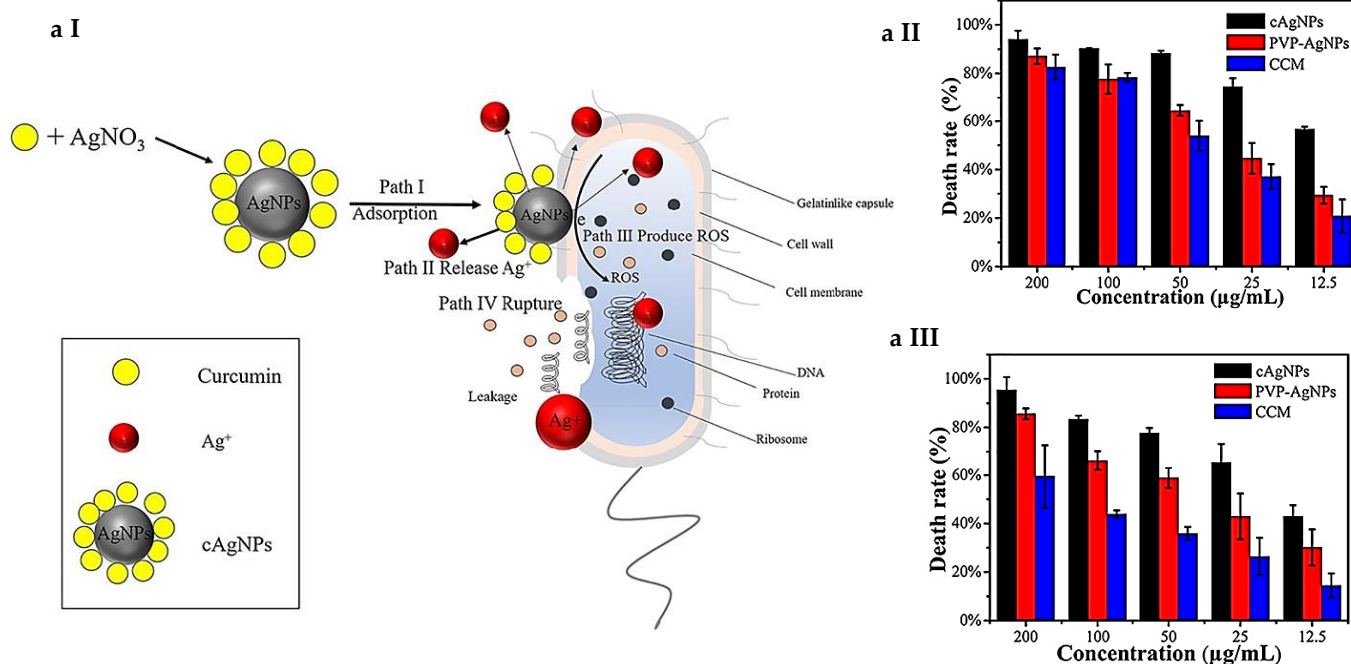 a I
+ AgNO₃
AgNPs
Path I
Adsorption
AgNPs
e
Path II Release Ag⁺
Path III Produce ROS
ROS
Path IV Rupture
Leakage
Ag+
Gelatinlike capsule
Cell wall
Cell membrane
DNA
Protein
Ribosome
Curcumin
Ag⁺
AgNPs
cAgNPs
a II
Death rate (%)
100%
80%
60%
40%
20%
0%
cAgNPs
PVP-AgNPs
CCM
200 100 50 25 12.5
Concentration (µg/mL)
a III
Death rate (%)
100%
80%
60%
40%
20%
0%
cAgNPs
PVP-AgNPs
CCM
200 100 50 25 12.5
Concentration (µg/mL)